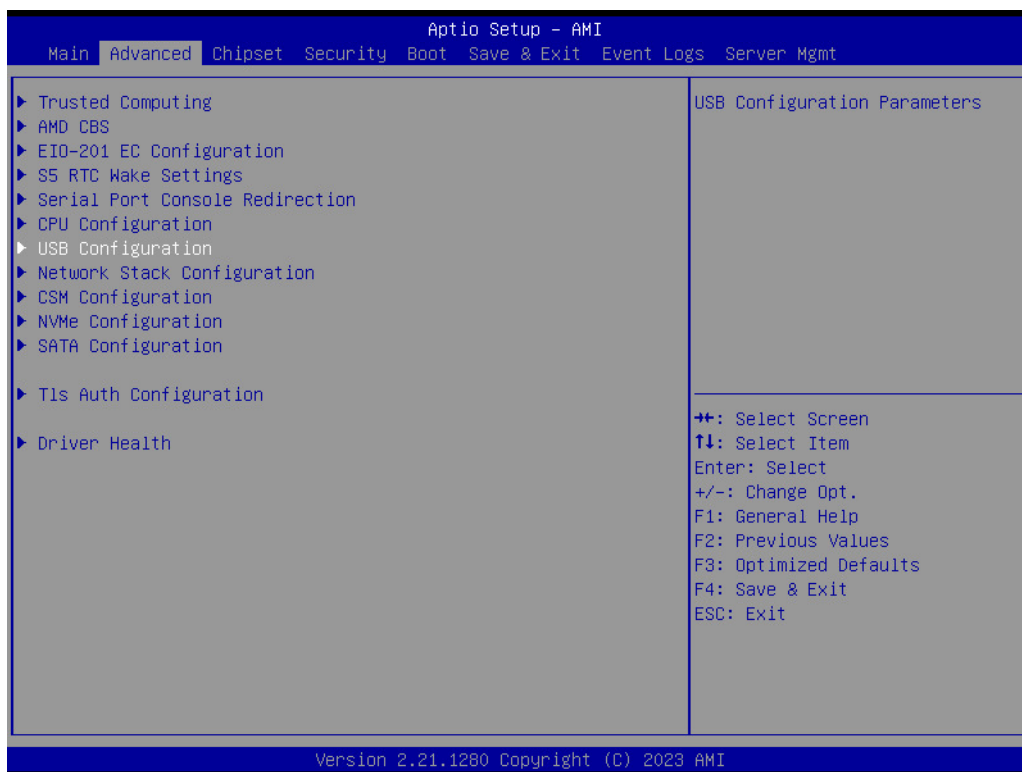 Aptio Setup – AMI
Main Advanced Chipset Security Boot Save & Exit Event Logs Server Mgmt
▶ Trusted Computing
▶ AMD CBS
▶ EIO-201 EC Configuration
▶ S5 RTC Wake Settings
▶ Serial Port Console Redirection
▶ CPU Configuration
▶ USB Configuration
▶ Network Stack Configuration
▶ CSM Configuration
▶ NVMe Configuration
▶ SATA Configuration
▶ Tls Auth Configuration
▶ Driver Health
USB Configuration Parameters
→←: Select Screen
↑↓: Select Item
Enter: Select
+/-: Change Opt.
F1: General Help
F2: Previous Values
F3: Optimized Defaults
F4: Save & Exit
ESC: Exit
Version 2.21.1280 Copyright (C) 2023 AMI